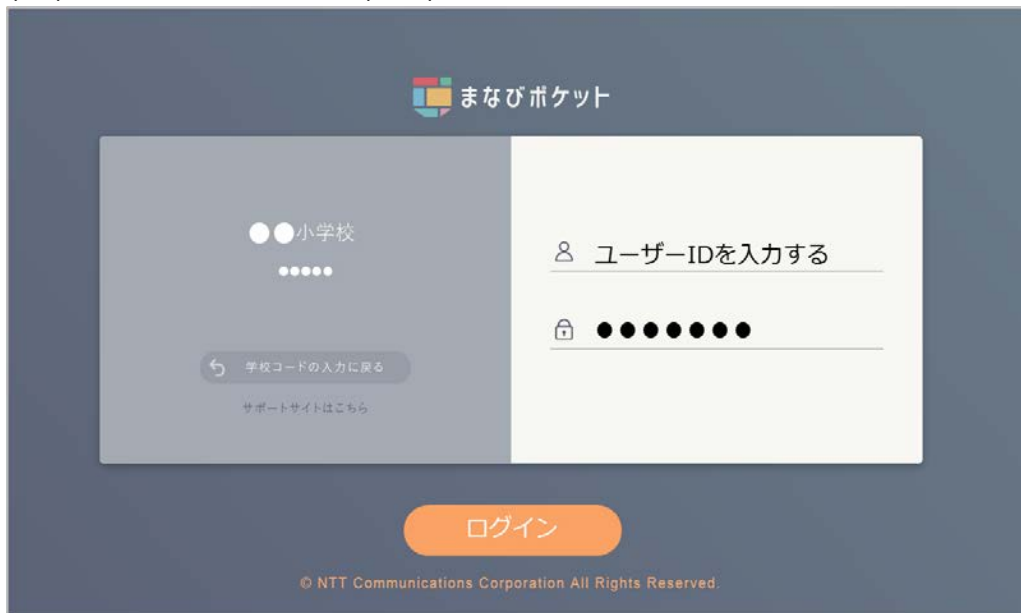 まなびポケット
●●小学校
●●●●●
学校コードの入力に戻る
サポートサイトはこちら
ユーザーIDを入力する
●●●●●●●
ログイン
© NTT Communications Corporation All Rights Reserved.